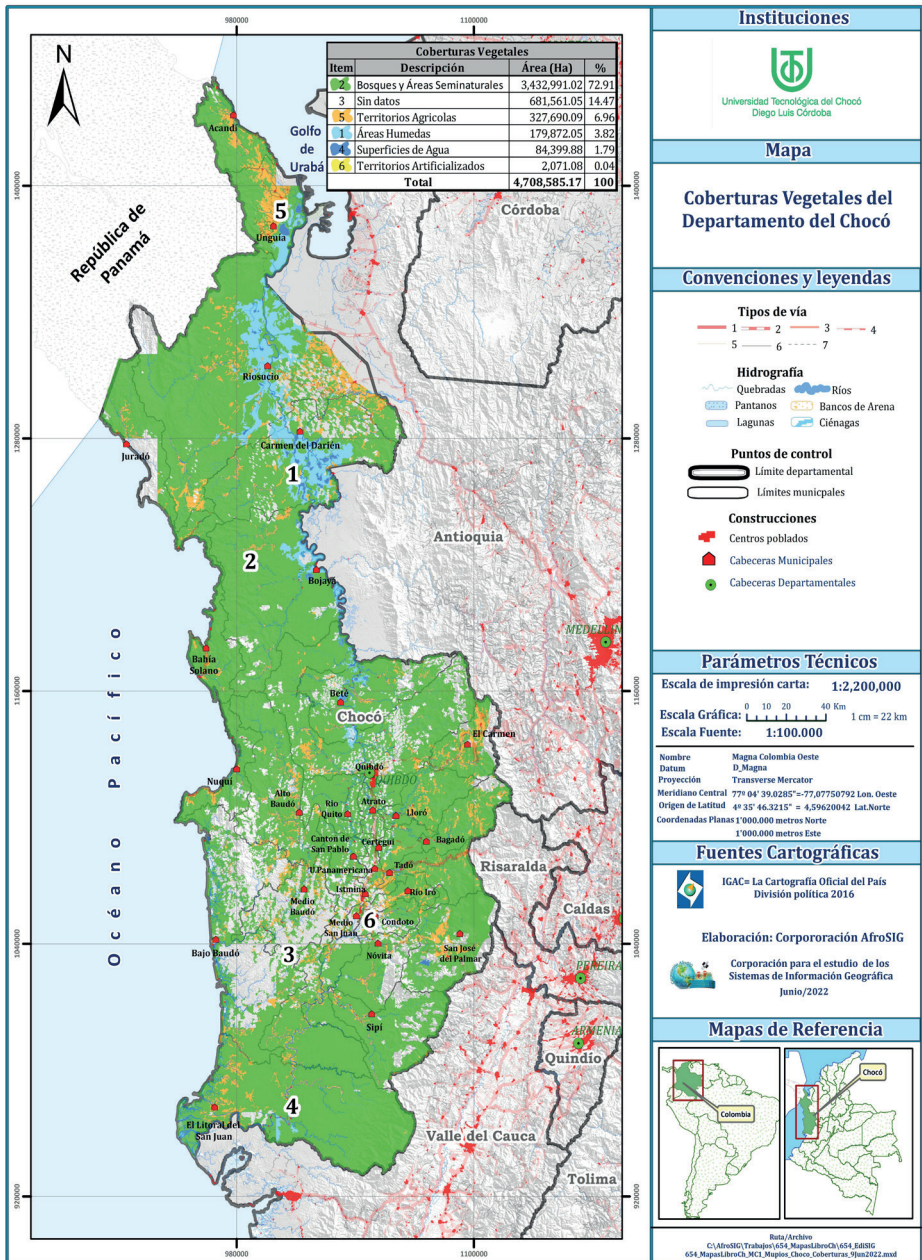 980000
1100000
N
Coberturas Vegetales
Item Descripción Área (Ha) %
2 Bosques y Áreas Seminaturales 3,432,991.02 72.91
3 Sin datos 681,561.05 14.47
5 Territorios Agricolas 327,690.09 6.96
1 Áreas Humedas 179,872.05 3.82
4 Superficies de Agua 84,399.88 1.79
6 Territorios Artificializados 2,071.08 0.04
Total 4,708,585.17 100
Acandí
Golfo
de
Urabá
1400000
1400000
Córdoba
5
Unguía
República de
Panamá
Riosucio
1280000
1280000
Carmen del Darién
Juradó
1
Antioquia
2
Bojayá
MEDELLIN
Bahía
Solano
Océano Pacífico
1160000
1160000
Beté
Chocó
El Carmen
Quibdó
QUIBDO
Nuquí
Alto
Baudó
Rio
Quito
Atrato
Lloró
Canton de
San Pablo
Certegui
Bagadó
Risaralda
U.Panamericana
Tadó
Medio
Baudó
Istmina
Río Iró
Caldas
6
Medio
San Juan
Condoto
1040000
1040000
Bajo Baudó
3
Nóvita
San José
del Palmar
PEREIRA
Sipí
ARMENIA
Quindío
4
El Litoral del
San Juan
Valle del Cauca
Tolima
920000
920000
980000
1100000
Instituciones
Universidad Tecnológica del Chocó
Diego Luis Córdoba
Mapa
Coberturas Vegetales del
Departamento del Chocó
Convenciones y leyendas
Tipos de vía
1 2 3 4
5 6 7
Hidrografía
Quebradas Ríos
Pantanos Bancos de Arena
Lagunas Ciénagas
Puntos de control
Límite departamental
Límites municpales
Construcciones
Centros poblados
Cabeceras Municipales
Cabeceras Departamentales
Parámetros Técnicos
Escala de impresión carta: 1:2,200,000
Escala Gráfica: 0 10 20 40 Km 1 cm = 22 km
Escala Fuente: 1:100.000
Nombre Magna Colombia Oeste
Datum D_Magna
Proyección Transverse Mercator
Meridiano Central 77º 04' 39.0285"=-77,07750792 Lon. Oeste
Origen de Latitud 4º 35' 46.3215" = 4,59620042 Lat.Norte
Coordenadas Planas 1'000.000 metros Norte
1'000.000 metros Este
Fuentes Cartográficas
IGAC= La Cartografía Oficial del País
División política 2016
Elaboración: Corpororación AfroSIG
Corporación para el estudio de los
Sistemas de Información Geográfica
Junio/2022
Mapas de Referencia
Colombia
Chocó
Ruta/Archivo
C:\AfroSIG\Trabajos\654_MapasLibroCh\654_EdiSIG
654_MapasLibroCh_MC1_Mupios_Choco_Coberturas_9Jun2022.mxd